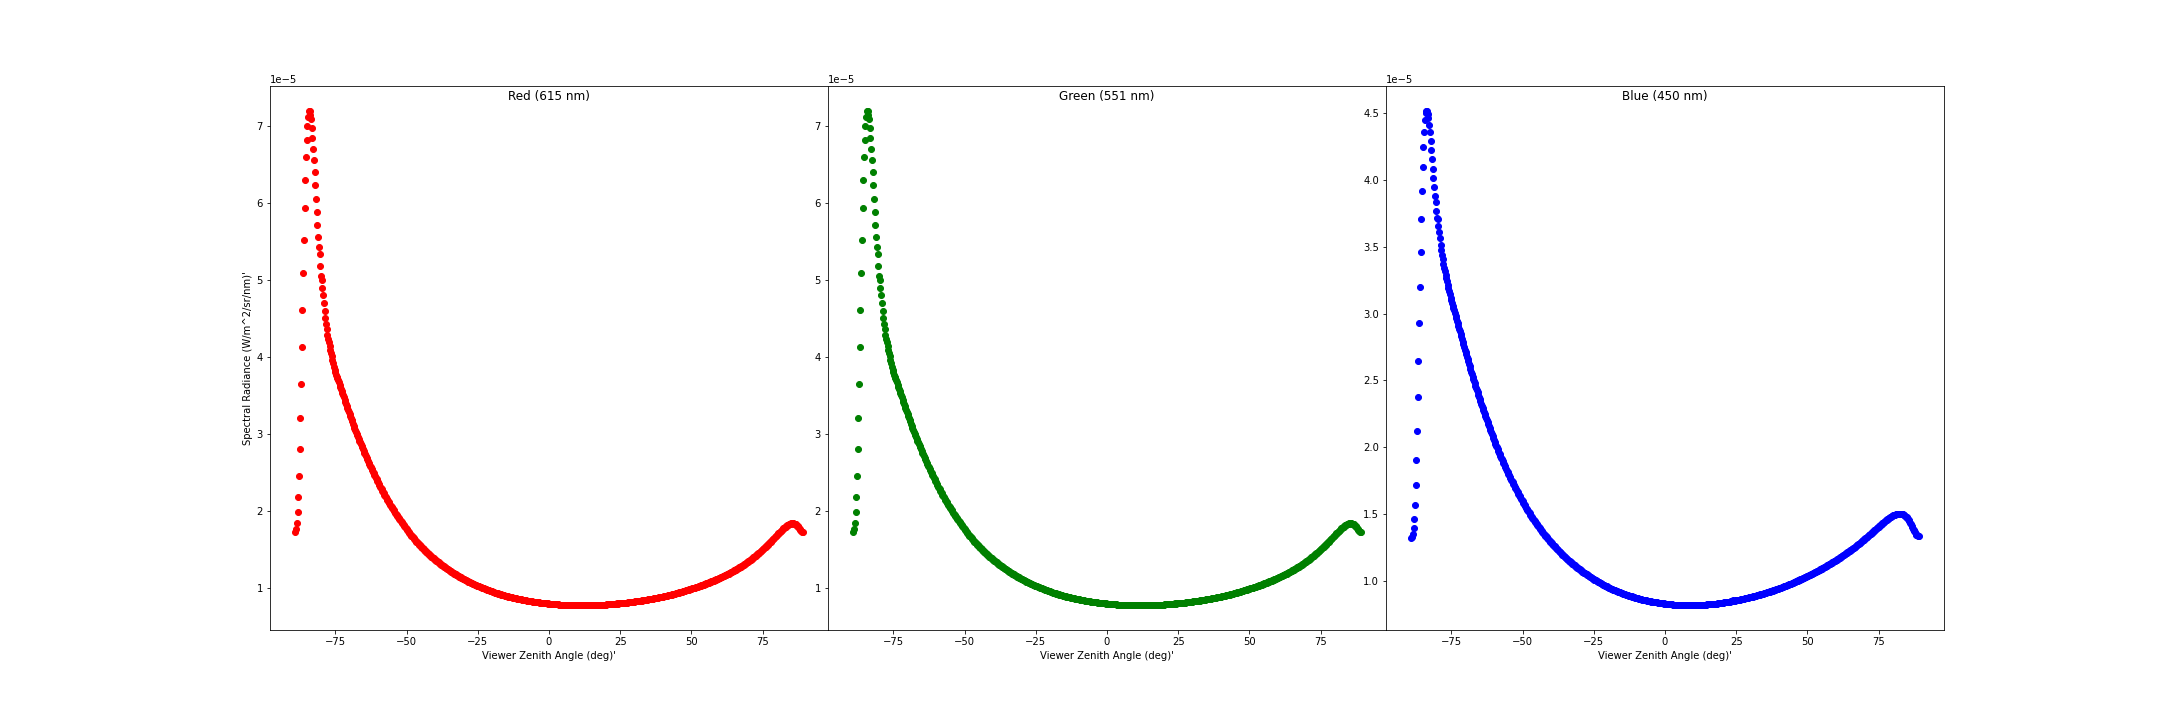 1e−5
Red (615 nm)
7
6
5
4
3
2
1
Spectral Radiance (W/m^2/sr/nm)'
−75 −50 −25 0 25 50 75
Viewer Zenith Angle (deg)'
1e−5
Green (551 nm)
7
6
5
4
3
2
1
−75 −50 −25 0 25 50 75
Viewer Zenith Angle (deg)'
1e−5
Blue (450 nm)
4.5
4.0
3.5
3.0
2.5
2.0
1.5
1.0
−75 −50 −25 0 25 50 75
Viewer Zenith Angle (deg)'